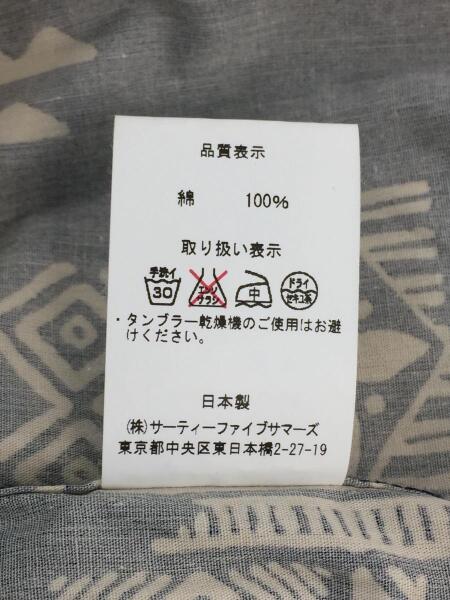 品質表示
綿 100%
取り扱い表示
手洗イ 30 エンソ サラシ 中 ドライ セキユ系
・タンブラー乾燥機のご使用はお避
けください。
日本製
(株)サーティーファイブサマーズ
東京都中央区東日本橋2-27-19